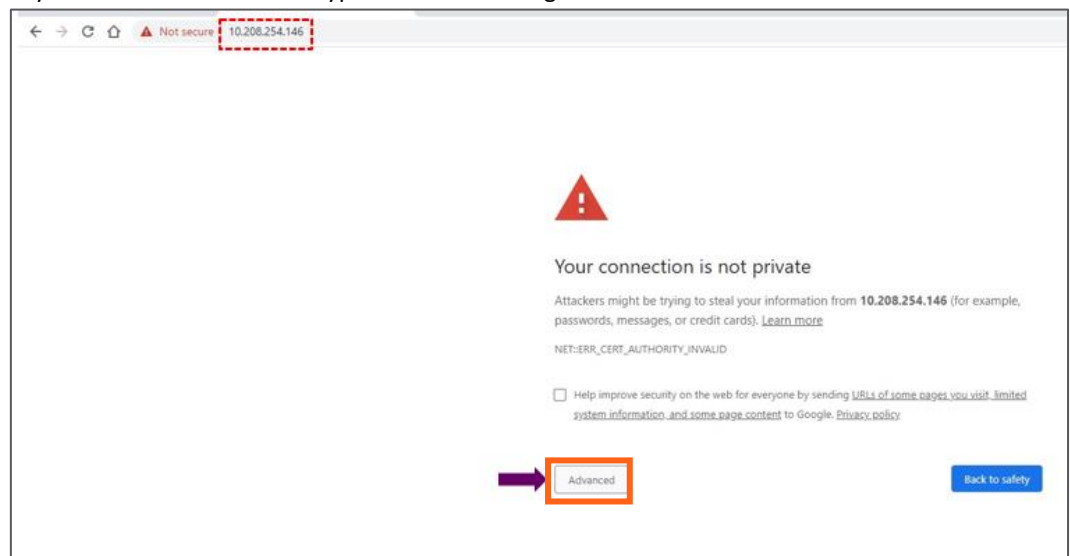 Not secure 10.208.254.146
Your connection is not private
Attackers might be trying to steal your information from 10.208.254.146 (for example,
passwords, messages, or credit cards). Learn more
NET::ERR_CERT_AUTHORITY_INVALID
Help improve security on the web for everyone by sending URLs of some pages you visit, limited
system information, and some page content to Google. Privacy policy
Advanced
Back to safety